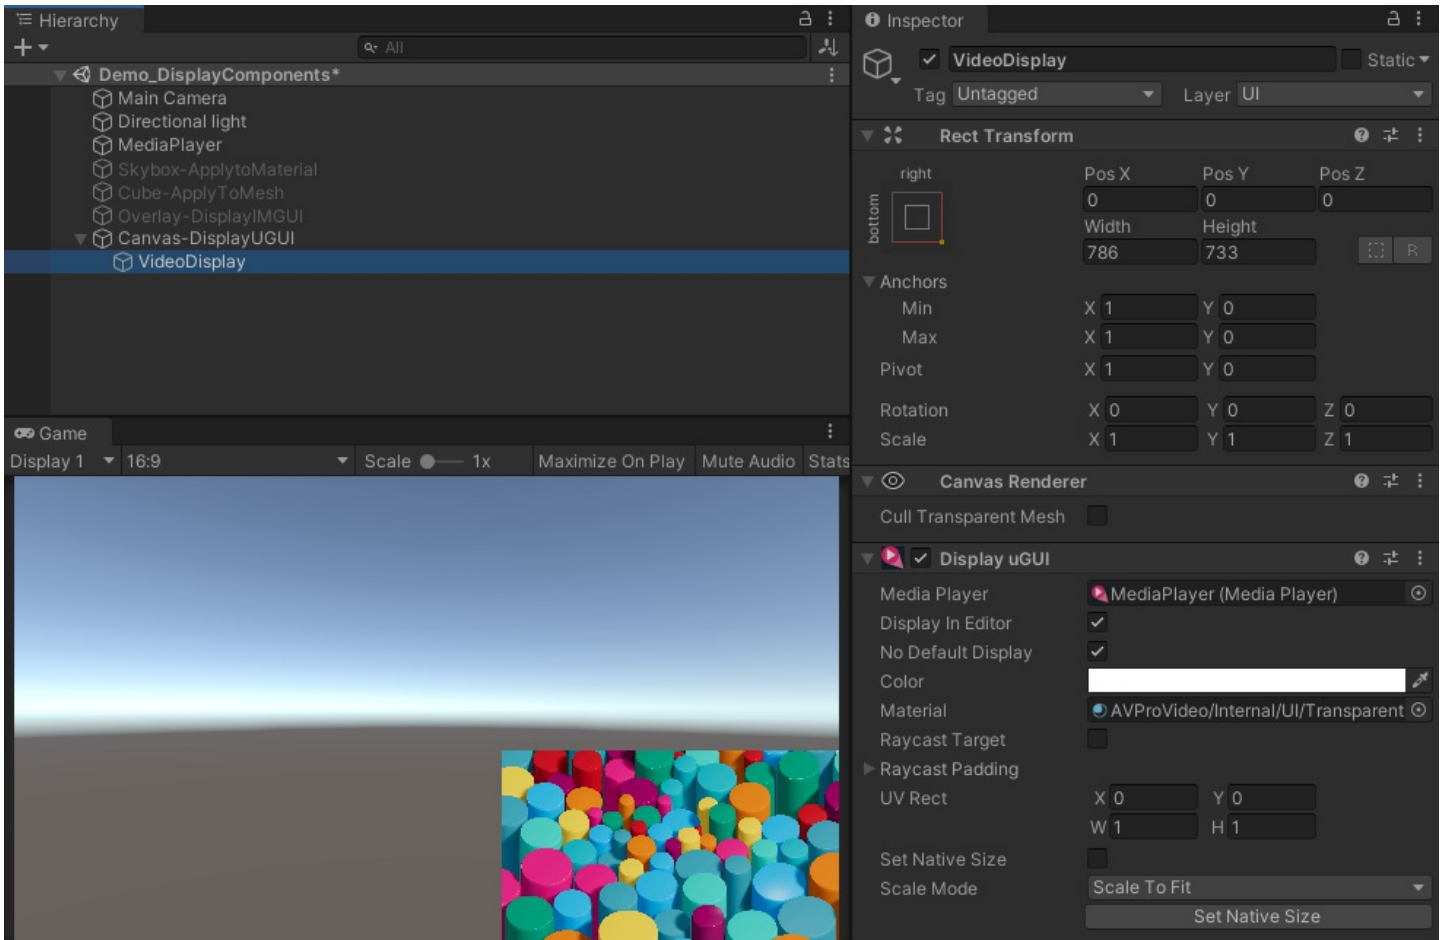 Hierarchy
All
Demo_DisplayComponents*
Main Camera
Directional light
MediaPlayer
Skybox-ApplytoMaterial
Cube-ApplyToMesh
Overlay-DisplayIMGUI
Canvas-DisplayUGUI
VideoDisplay
Game
Display 1 16:9 Scale 1x Maximize On Play Mute Audio Stats
Inspector
VideoDisplay Static
Tag Untagged Layer UI
Rect Transform
right Pos X Pos Y Pos Z
bottom 0 0 0
Width Height
786 733 R
Anchors
Min X 1 Y 0
Max X 1 Y 0
Pivot X 1 Y 0
Rotation X 0 Y 0 Z 0
Scale X 1 Y 1 Z 1
Canvas Renderer
Cull Transparent Mesh
Display uGUI
Media Player MediaPlayer (Media Player)
Display In Editor
No Default Display
Color
Material AVProVideo/Internal/UI/Transparent
Raycast Target
Raycast Padding
UV Rect X 0 Y 0
W 1 H 1
Set Native Size
Scale Mode Scale To Fit
Set Native Size